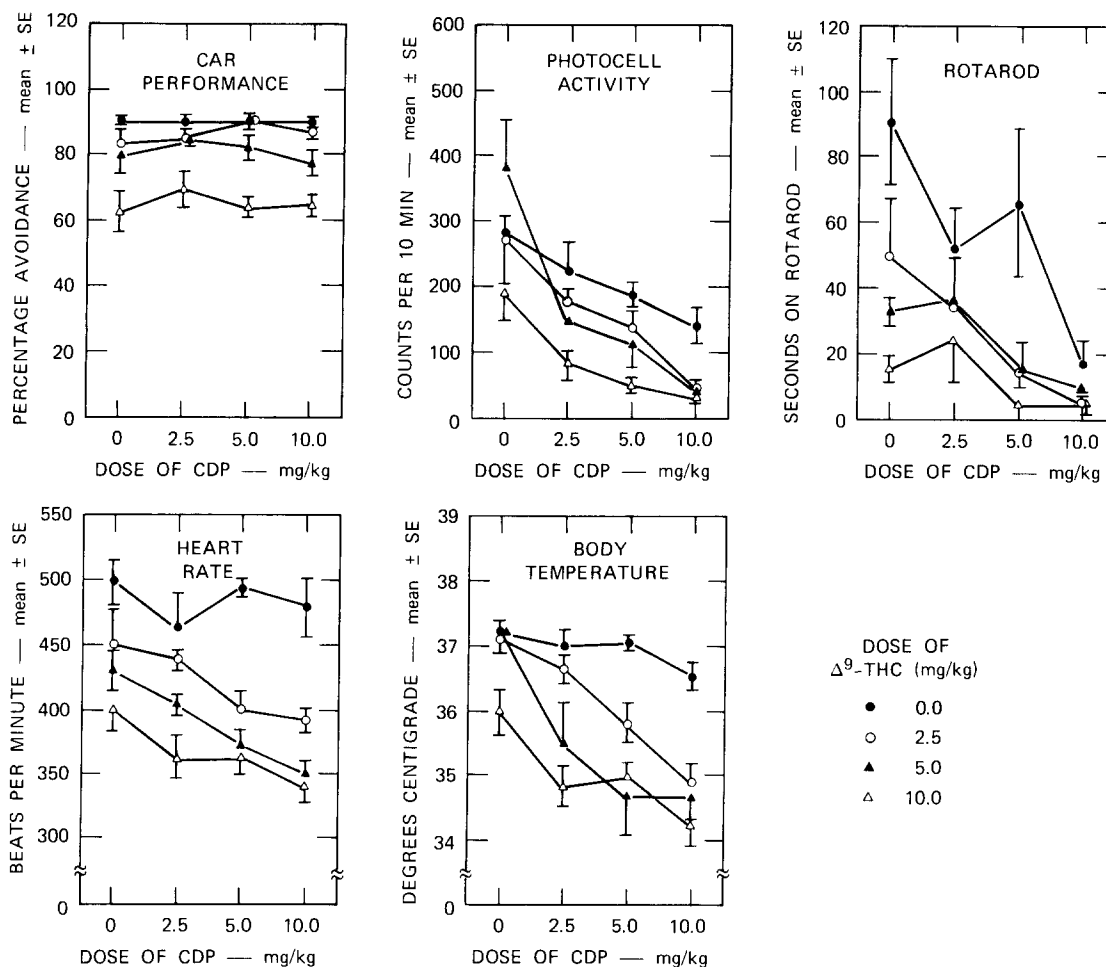 CAR
PERFORMANCE
PERCENTAGE AVOIDANCE — mean ± SE
120
100
80
60
40
20
0
0 2.5 5.0 10.0
DOSE OF CDP — mg/kg
PHOTOCELL
ACTIVITY
COUNTS PER 10 MIN — mean ± SE
600
500
400
300
200
100
0
0 2.5 5.0 10.0
DOSE OF CDP — mg/kg
ROTAROD
SECONDS ON ROTAROD — mean ± SE
120
100
80
60
40
20
0
0 2.5 5.0 10.0
DOSE OF CDP — mg/kg
HEART
RATE
BEATS PER MINUTE — mean ± SE
550
500
450
400
350
300
0
0 2.5 5.0 10.0
DOSE OF CDP — mg/kg
BODY
TEMPERATURE
DEGREES CENTIGRADE — mean ± SE
39
38
37
36
35
34
0
0 2.5 5.0 10.0
DOSE OF CDP — mg/kg
DOSE OF
Δ⁹-THC (mg/kg)
● 0.0
○ 2.5
▲ 5.0
△ 10.0